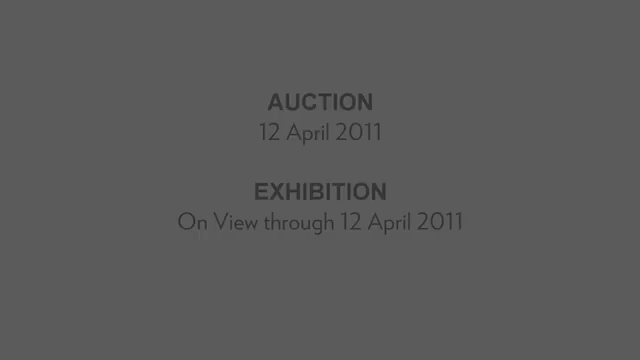 AUCTION
12 April 2011
EXHIBITION
On View through 12 April 2011